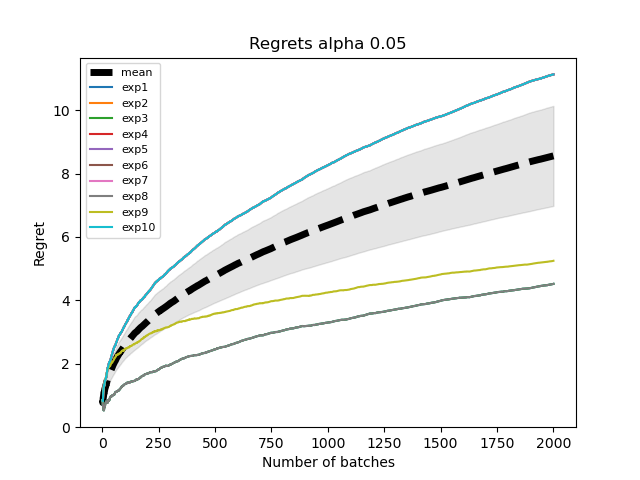 Regrets alpha 0.05
mean
exp1
exp2
exp3
exp4
exp5
exp6
exp7
exp8
exp9
exp10
Regret
10
8
6
4
2
0
0 250 500 750 1000 1250 1500 1750 2000
Number of batches